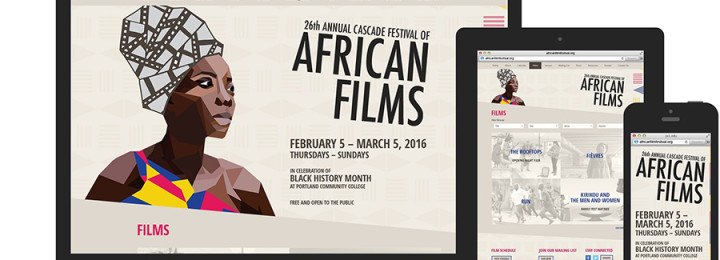 26th ANNUAL CASCADE FESTIVAL OF
AFRICAN
FILMS
FEBRUARY 5 – MARCH 5, 2016
THURSDAYS – SUNDAYS
IN CELEBRATION OF
BLACK HISTORY MONTH
AT PORTLAND COMMUNITY COLLEGE
FREE AND OPEN TO THE PUBLIC
FILMS
26th ANNUAL CASCADE FESTIVAL OF
AFRICAN
FILMS
FILMS
THE ROOFTOPS
OPENING NIGHT FILM
FIÈVRES
RUN
KIRIKOU AND
THE MEN AND WOMEN
FILM SCHEDULE
JOIN OUR MAILING LIST
STAY CONNECTED
26th ANNUAL CASCADE FESTIVAL OF
AFRICAN
FILMS
FEBRUARY 5 –
MARCH 5, 2016
THURSDAYS – SUNDAYS
IN CELEBRATION OF
BLACK HISTORY MONTH
AT PORTLAND COMMUNITY COLLEGE